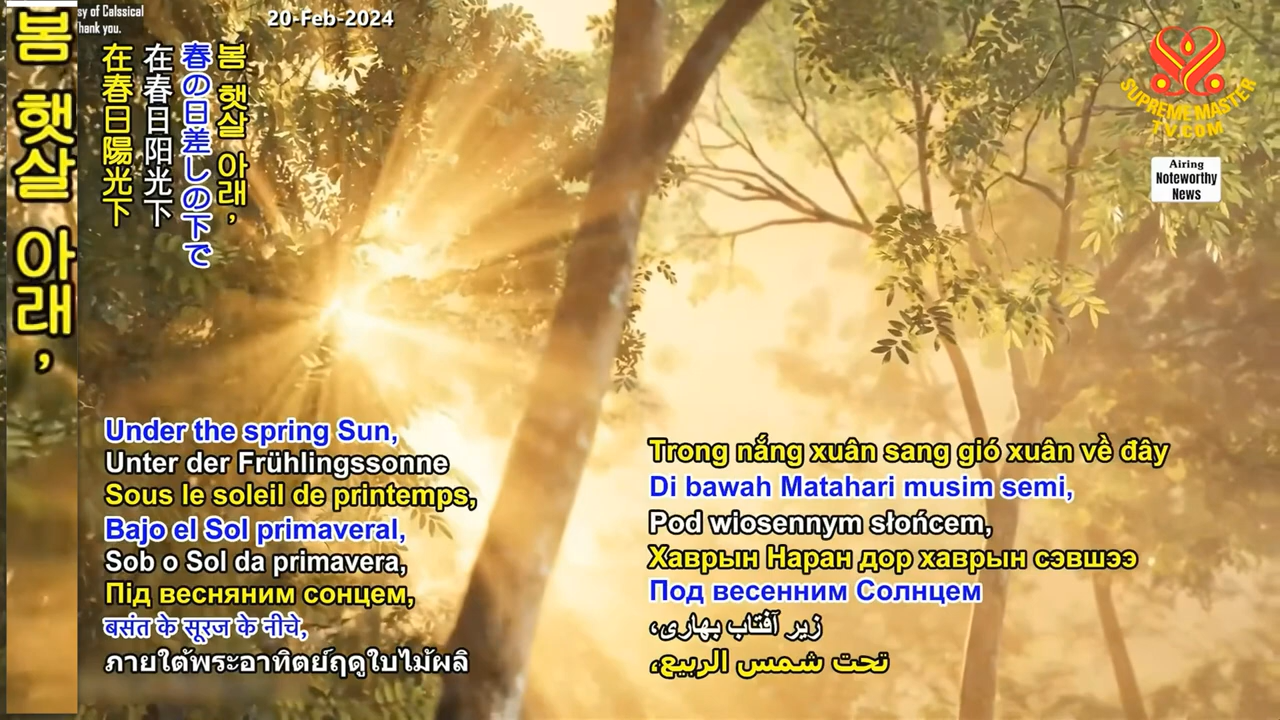 봄 햇살 아래,
sy of Calssical
hank you.
20-Feb-2024
봄 햇살 아래,
春の日差しの下で
在春日阳光下
在春日陽光下
SUPREME MASTER
TV.COM
Airing
Noteworthy
News
Under the spring Sun,
Unter der Frühlingssonne
Sous le soleil de printemps,
Bajo el Sol primaveral,
Sob o Sol da primavera,
Під весняним сонцем,
बसंत के सूरज के नीचे,
ภายใต้พระอาทิตย์ฤดูใบไม้ผลิ
Trong nắng xuân sang gió xuân về đây
Di bawah Matahari musim semi,
Pod wiosennym słońcem,
Хаврын Наран дор хаврын сэвшээ
Под весенним Солнцем
زیر آفتاب بهاری،
تحت شمس الربيع،